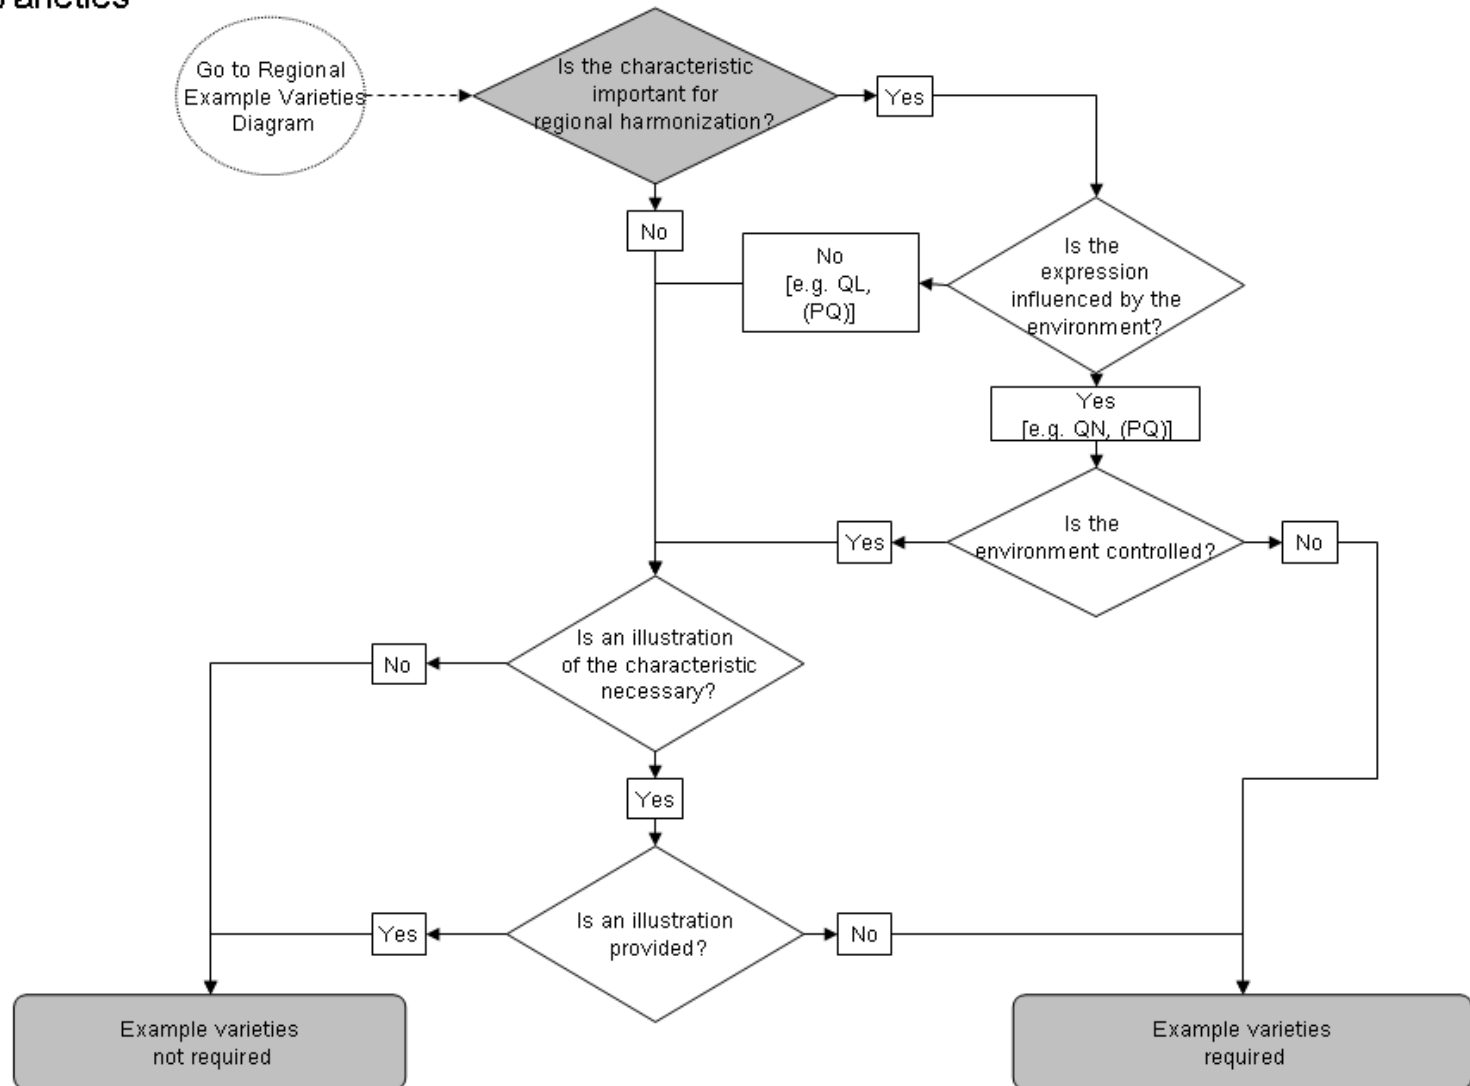 Go to Regional
Example Varieties
Diagram
Is the characteristic
important for
regional harmonization?
Yes
No
Is the
expression
influenced by the
environment?
No
[e.g. QL,
(PQ)]
Yes
[e.g. QN, (PQ)]
Is the
environment controlled?
Yes
No
Is an illustration
of the characteristic
necessary?
No
Yes
Is an illustration
provided?
Yes
No
Example varieties
not required
Example varieties
required